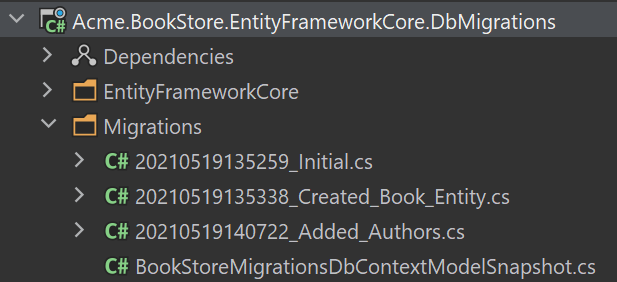 Acme.BookStore.EntityFrameworkCore.DbMigrations
Dependencies
EntityFrameworkCore
Migrations
C# 20210519135259_Initial.cs
C# 20210519135338_Created_Book_Entity.cs
C# 20210519140722_Added_Authors.cs
C# BookStoreMigrationsDbContextModelSnapshot.cs